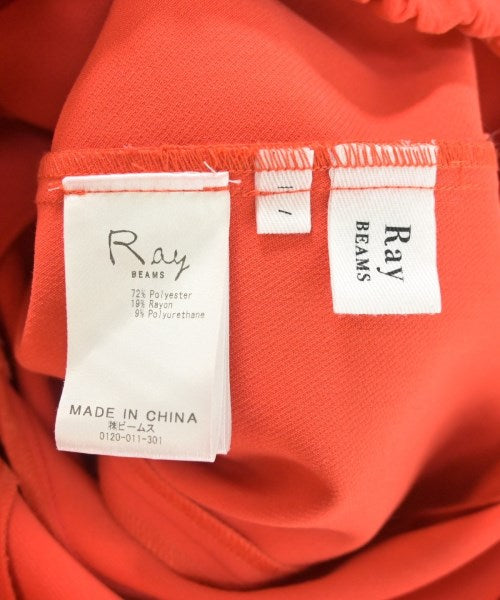 Ray
BEAMS
72% Polyester
19% Rayon
9% Polyurethane
MADE IN CHINA
㈱ビームス
0120-011-301
Ray
BEAMS